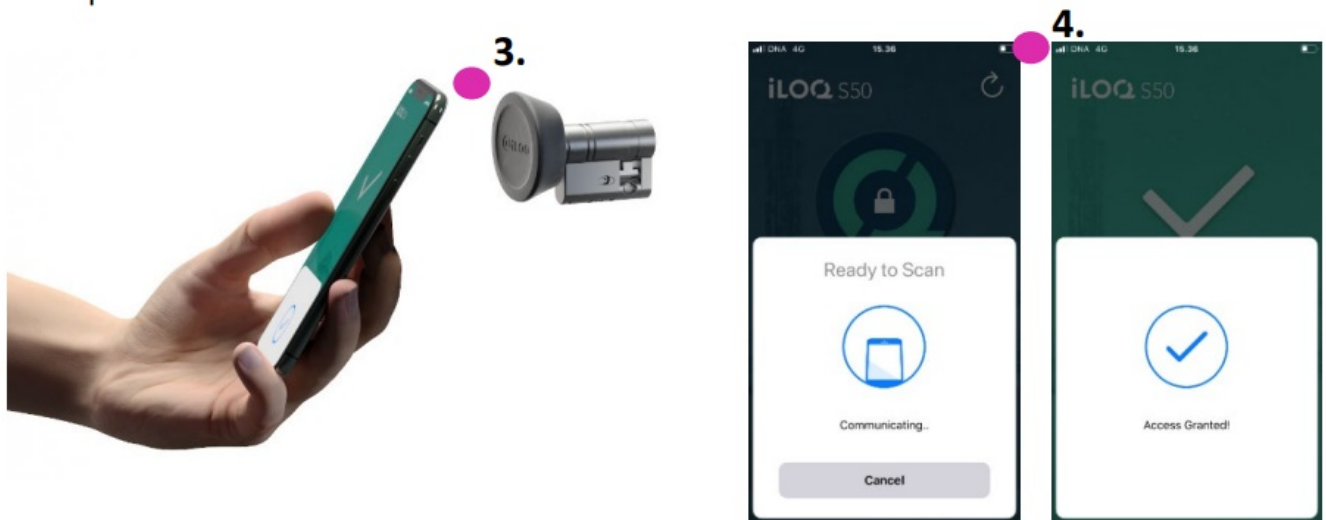 3.
iLOQ
4.
DNA 4G 15.36
iLOQ S50
Ready to Scan
Communicating..
Cancel
DNA 4G 15.36
iLOQ S50
Access Granted!